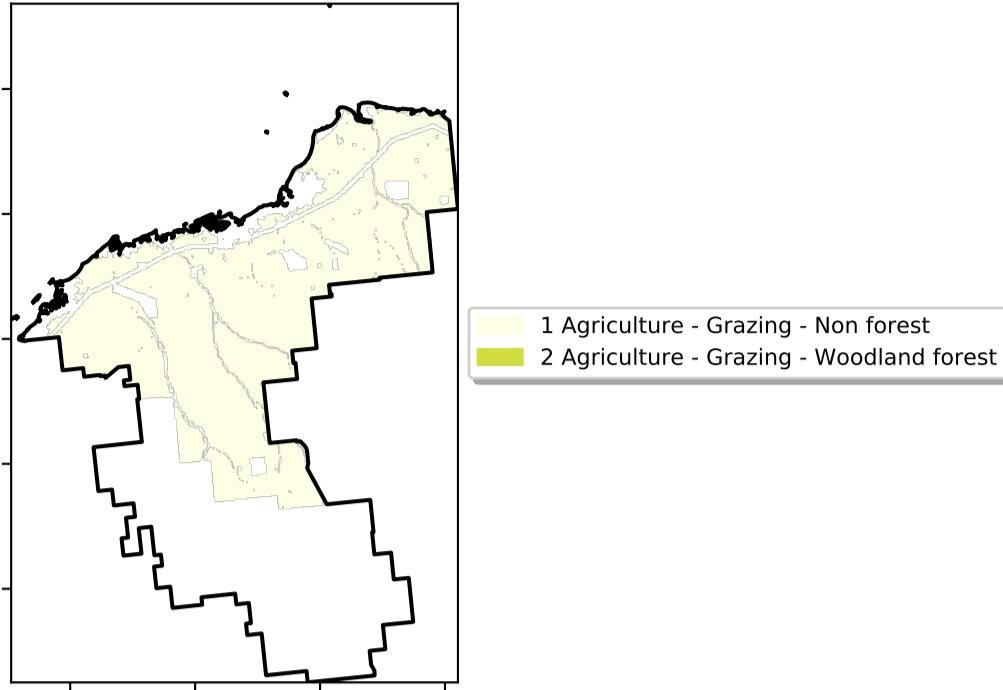 1 Agriculture - Grazing - Non forest
2 Agriculture - Grazing - Woodland forest